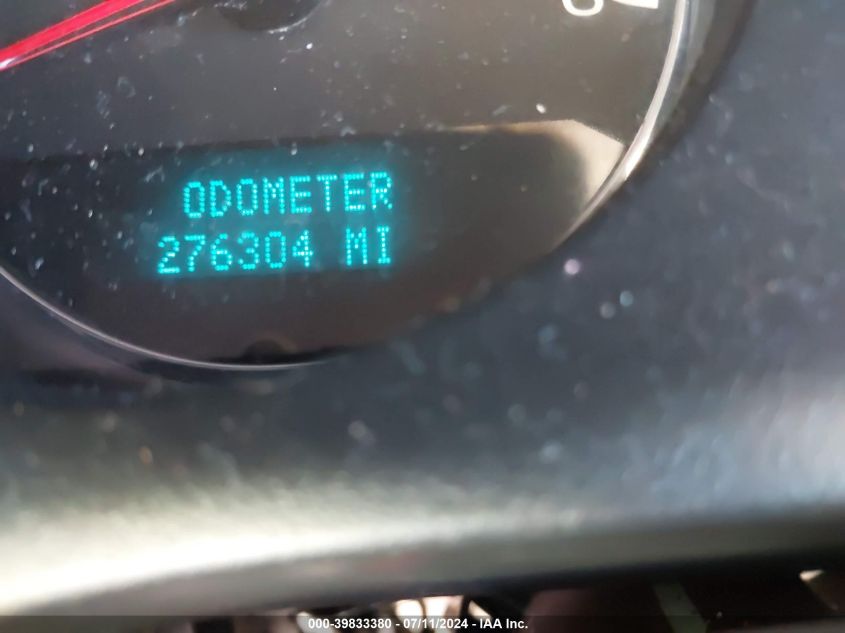 ODOMETER
276304 MI
000-39833380 - 07/11/2024 - IAA Inc.